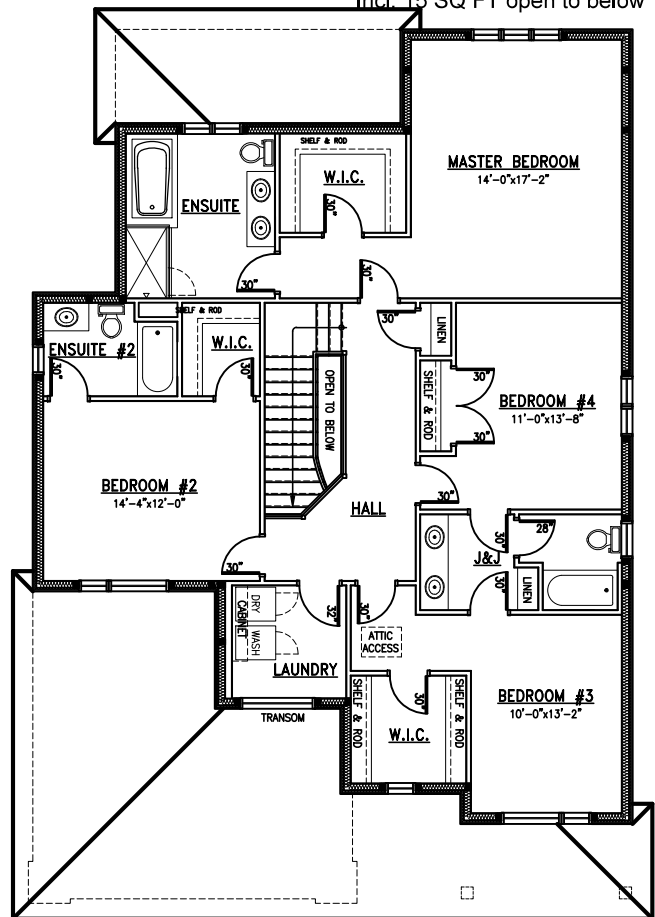 Incl. 15 SQ FT open to below
MASTER BEDROOM
14'-0"x17'-2"
SHELF & ROD
W.I.C.
30"
ENSUITE
30"
30"
SHELF & ROD
W.I.C.
30"
ENSUITE #2
30"
30"
LINEN
SHELF & ROD
30"
30"
BEDROOM #4
11'-0"x13'-8"
OPEN TO BELOW
BEDROOM #2
14'-4"x12'-0"
30"
HALL
30"
30"
J&J
28"
30"
LINEN
DRY
CABINET
WASH
32"
LAUNDRY
TRANSOM
30"
ATTIC
ACCESS
SHELF & ROD
30"
W.I.C.
SHELF & ROD
BEDROOM #3
10'-0"x13'-2"